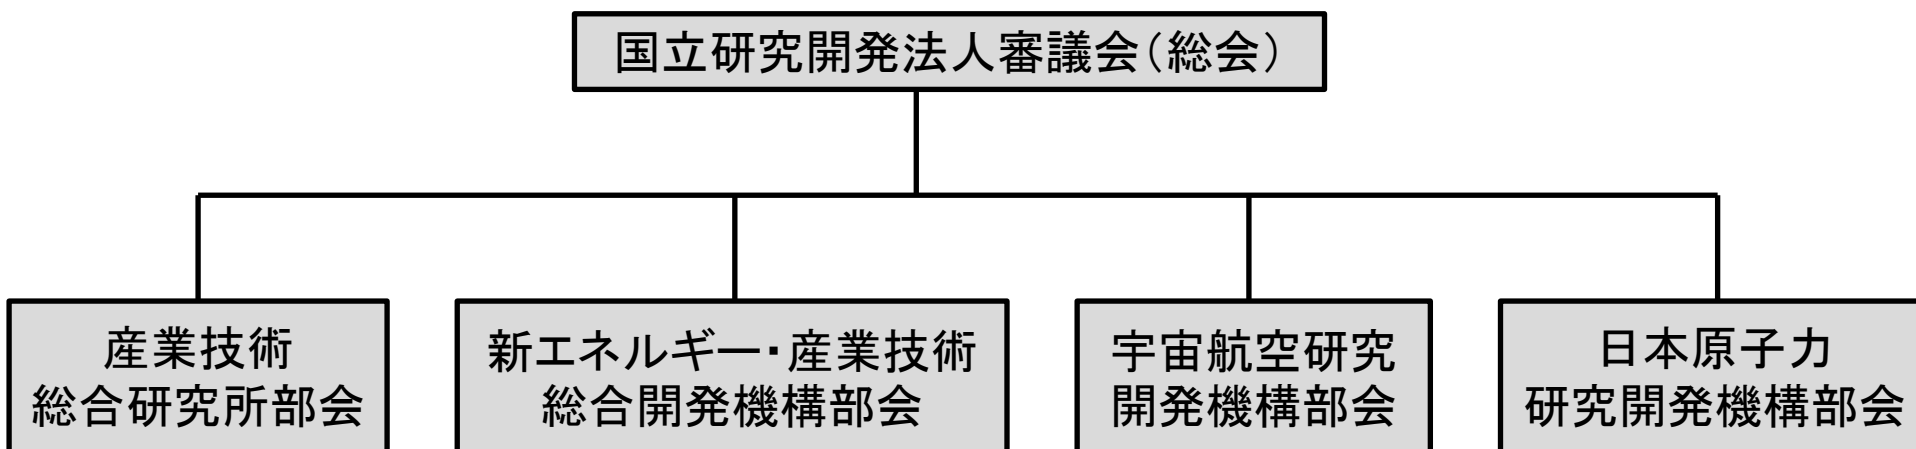 国立研究開発法人審議会（総会）
産業技術
総合研究所部会
新エネルギー・産業技術
総合開発機構部会
宇宙航空研究
開発機構部会
日本原子力
研究開発機構部会